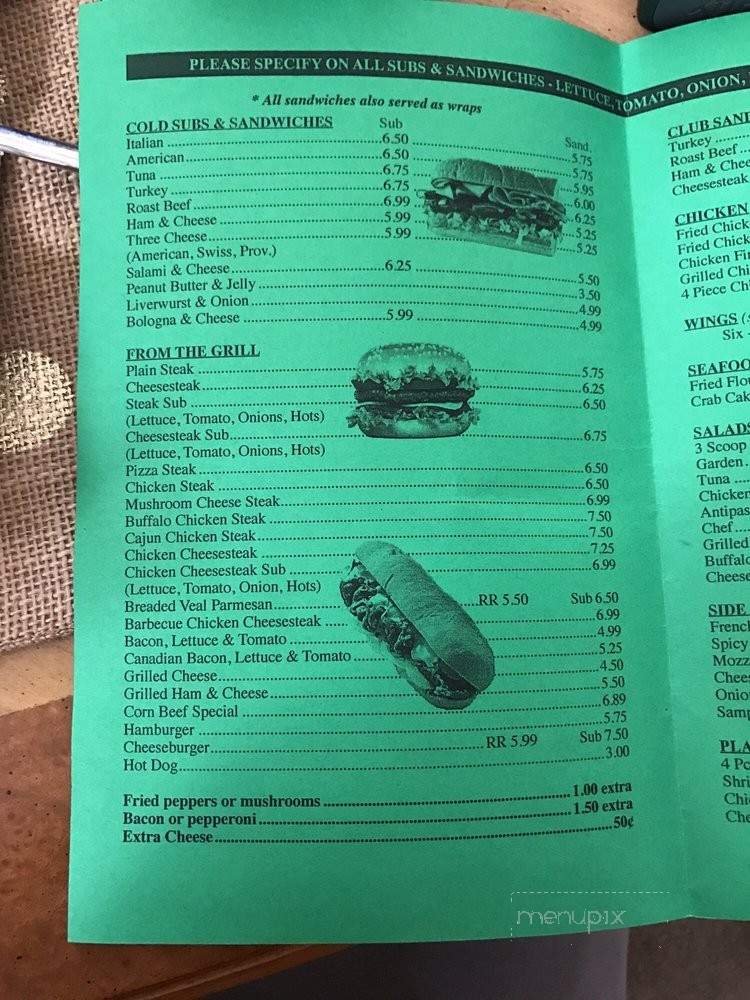 PLEASE SPECIFY ON ALL SUBS & SANDWICHES - LETTUCE, TOMATO, ONION,
* All sandwiches also served as wraps
COLD SUBS & SANDWICHES Sub Sand.
Italian 6.50 5.75
American 6.50 5.75
Tuna 6.75 5.95
Turkey 6.75 6.00
Roast Beef 6.99 6.25
Ham & Cheese 5.99 5.25
Three Cheese 5.99 5.25
(American, Swiss, Prov.)
Salami & Cheese 6.25 5.50
Peanut Butter & Jelly 3.50
Liverwurst & Onion 4.99
Bologna & Cheese 5.99 4.99
FROM THE GRILL
Plain Steak 5.75
Cheesesteak 6.25
Steak Sub 6.50
(Lettuce, Tomato, Onions, Hots)
Cheesesteak Sub 6.75
(Lettuce, Tomato, Onions, Hots)
Pizza Steak 6.50
Chicken Steak 6.50
Mushroom Cheese Steak 6.99
Buffalo Chicken Steak 7.50
Cajun Chicken Steak 7.50
Chicken Cheesesteak 7.25
Chicken Cheesesteak Sub 6.99
(Lettuce, Tomato, Onion, Hots)
Breaded Veal Parmesan RR 5.50 Sub 6.50
Barbecue Chicken Cheesesteak 6.99
Bacon, Lettuce & Tomato 4.99
Canadian Bacon, Lettuce & Tomato 5.25
Grilled Cheese 4.50
Grilled Ham & Cheese 5.50
Corn Beef Special 6.89
Hamburger 5.75
Cheeseburger RR 5.99 Sub 7.50
Hot Dog 3.00
Fried peppers or mushrooms 1.00 extra
Bacon or pepperoni 1.50 extra
Extra Cheese 50¢
CLUB SAND
Turkey
Roast Beef
Ham & Chee
Cheesesteak
CHICKEN
Fried Chick
Fried Chick
Chicken Fi
Grilled Chi
4 Piece Ch
WINGS (
Six -
SEAFOO
Fried Flo
Crab Cak
SALADS
3 Scoop
Garden
Tuna
Chicken
Antipas
Chef
Grilled
Buffalo
Cheese
SIDE
French
Spicy
Mozz
Chee
Onio
Samp
PLA
4 Pc
Shri
Chi
Che
menupix